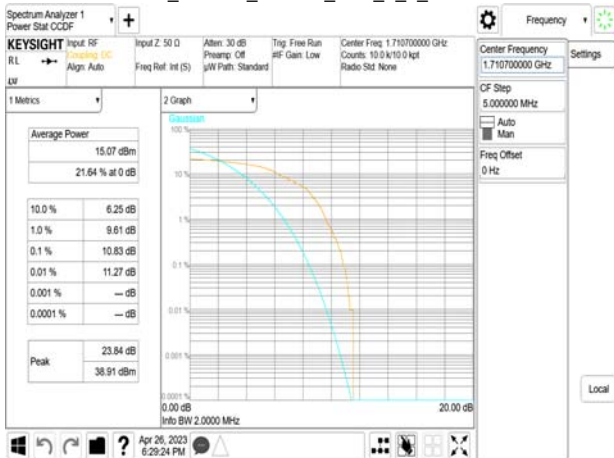 Spectrum Analyzer 1
Power Stat CCDF
+
Frequency
KEYSIGHT
RL
Input: RF
Coupling: DC
Align: Auto
Input Z: 50 Ω
Freq Ref: Int (S)
Atten: 30 dB
Preamp: Off
µW Path: Standard
Trig: Free Run
#IF Gain: Low
Center Freq: 1.710700000 GHz
Counts: 10.0 k/10.0 kpt
Radio Std: None
Center Frequency
1.710700000 GHz
Settings
CF Step
5.000000 MHz
Auto
Man
Freq Offset
0 Hz
Local
1 Metrics
Average Power
15.07 dBm
21.64 % at 0 dB
10.0 % 6.25 dB
1.0 % 9.61 dB
0.1 % 10.83 dB
0.01 % 11.27 dB
0.001 % --- dB
0.0001 % --- dB
Peak
23.84 dB
38.91 dBm
2 Graph
Gaussian
100 %
10 %
1 %
0.1 %
0.01 %
0.001 %
0.0001 %
0.00 dB 20.00 dB
Info BW 2.0000 MHz
?
Apr 26, 2023
6:29:24 PM